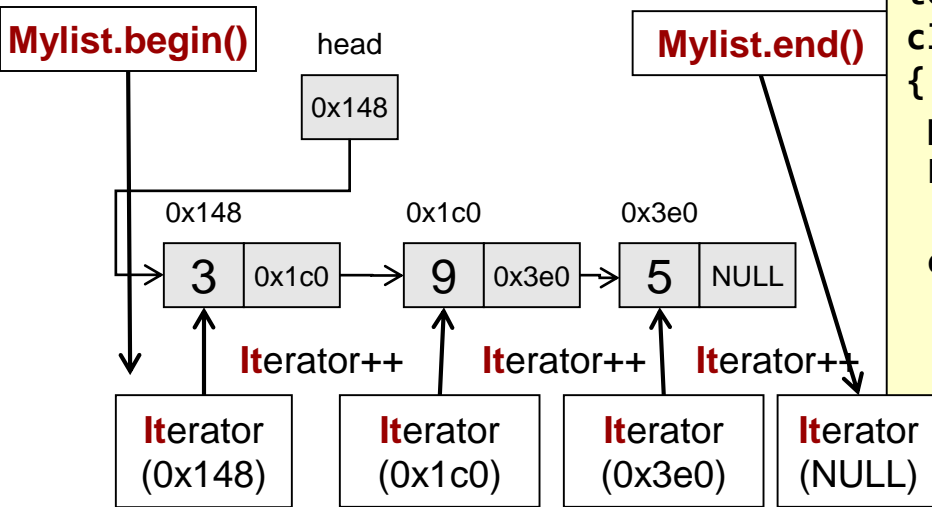 Mylist.begin()
head
Mylist.end()
{
0x148
0x148
0x1c0
0x3e0
3 0x1c0
9 0x3e0
5 NULL
Iterator++
Iterator++
Iterator++
Iterator
(0x148)
Iterator
(0x1c0)
Iterator
(0x3e0)
Iterator
(NULL)